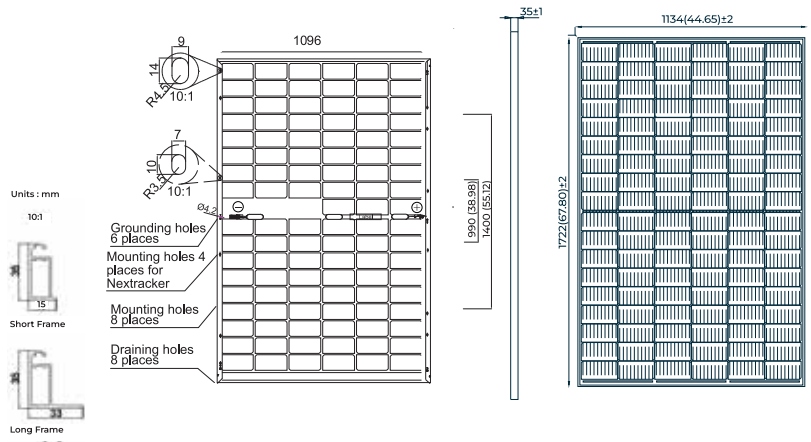 9
14
R4.5
10:1
7
10
R3.5
10:1
Ø4.2
1096
Grounding holes
6 places
Mounting holes 4
places for
Nextracker
Mounting holes
8 places
Draining holes
8 places
990 (38.98)
1400 (55.12)
35±1
1134(44.65)±2
1722(67.80)±2
Units : mm
10:1
35
15
Short Frame
35
33
Long Frame